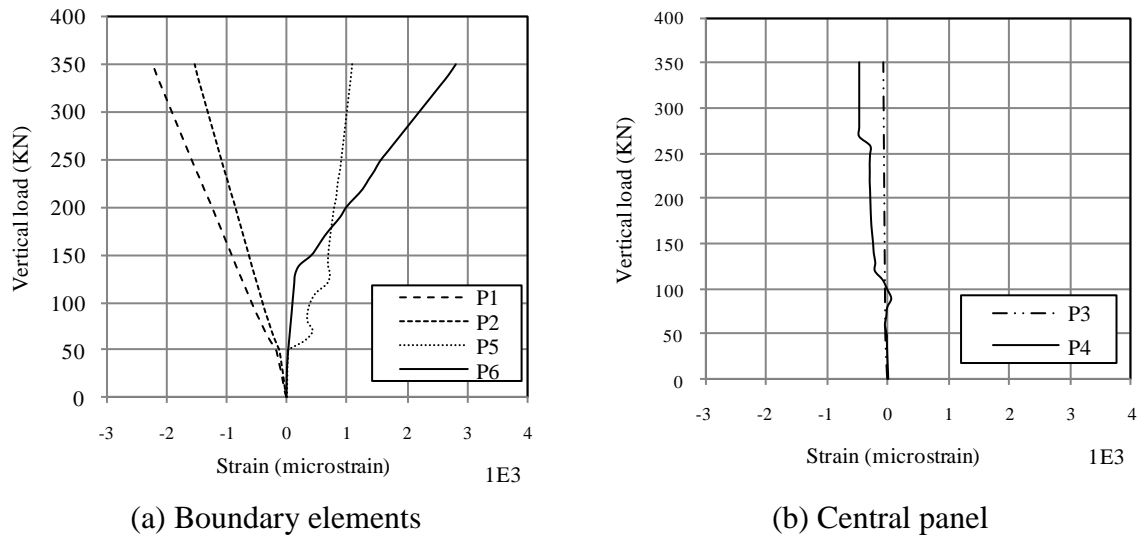 400
350
300
250
200
150
100
50
0
Vertical load (KN)
P1
P2
P5
P6
-3 -2 -1 0 1 2 3 4
Strain (microstrain)
1E3
(a) Boundary elements
400
350
300
250
200
150
100
50
0
Vertical load (KN)
P3
P4
-3 -2 -1 0 1 2 3 4
Strain (microstrain)
1E3
(b) Central panel